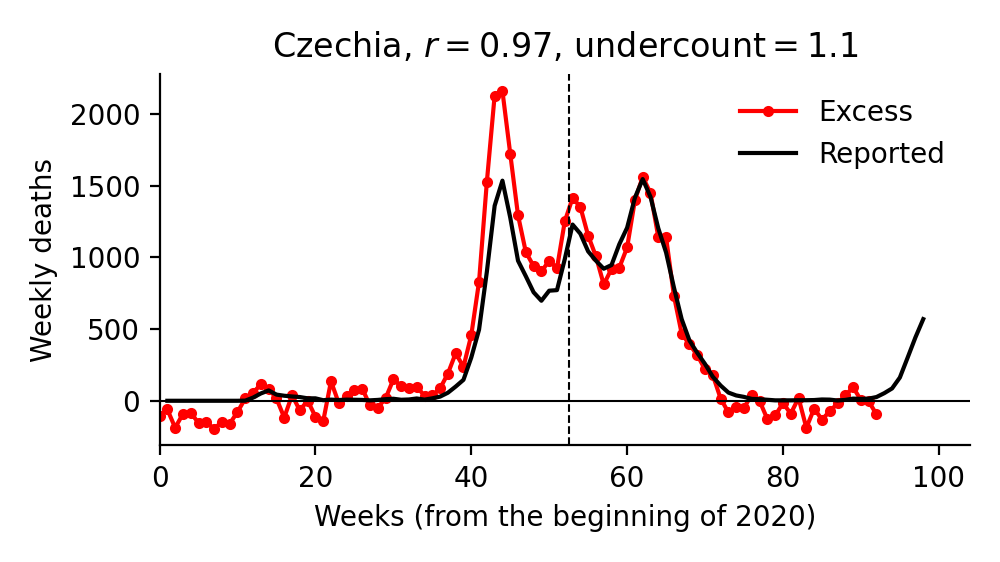 Czechia, r = 0.97, undercount = 1.1
Excess
Reported
Weekly deaths
2000
1500
1000
500
0
0 20 40 60 80 100
Weeks (from the beginning of 2020)